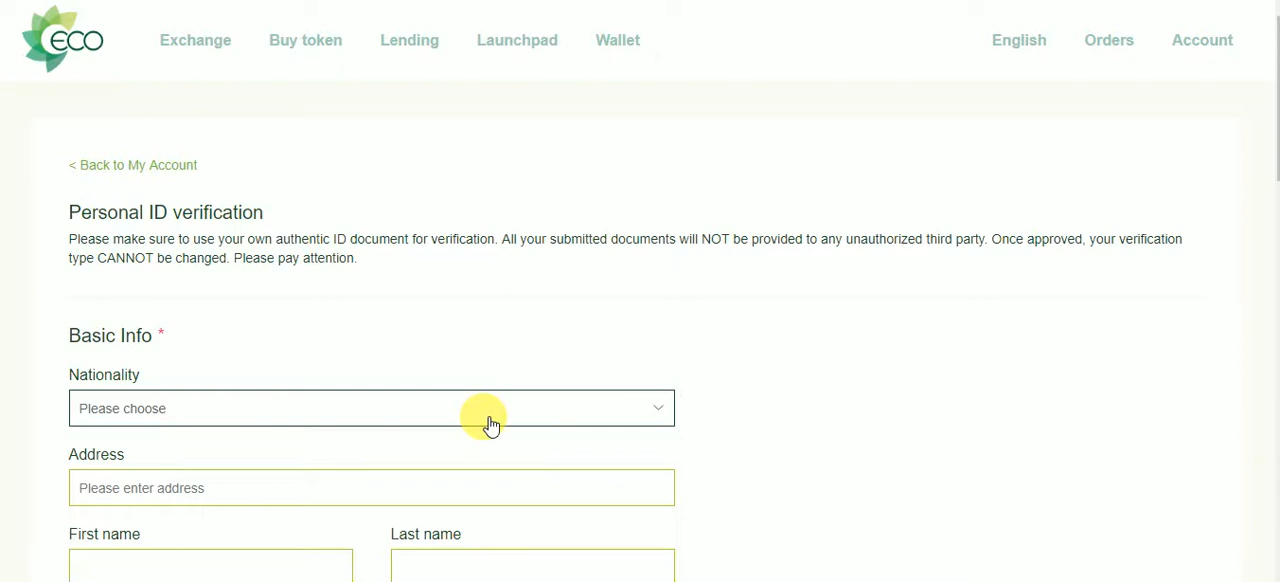 eco
Exchange Buy token Lending Launchpad Wallet English Orders Account
< Back to My Account
Personal ID verification
Please make sure to use your own authentic ID document for verification. All your submitted documents will NOT be provided to any unauthorized third party. Once approved, your verification
type CANNOT be changed. Please pay attention.
Basic Info *
Nationality
Please choose
Address
Please enter address
First name Last name